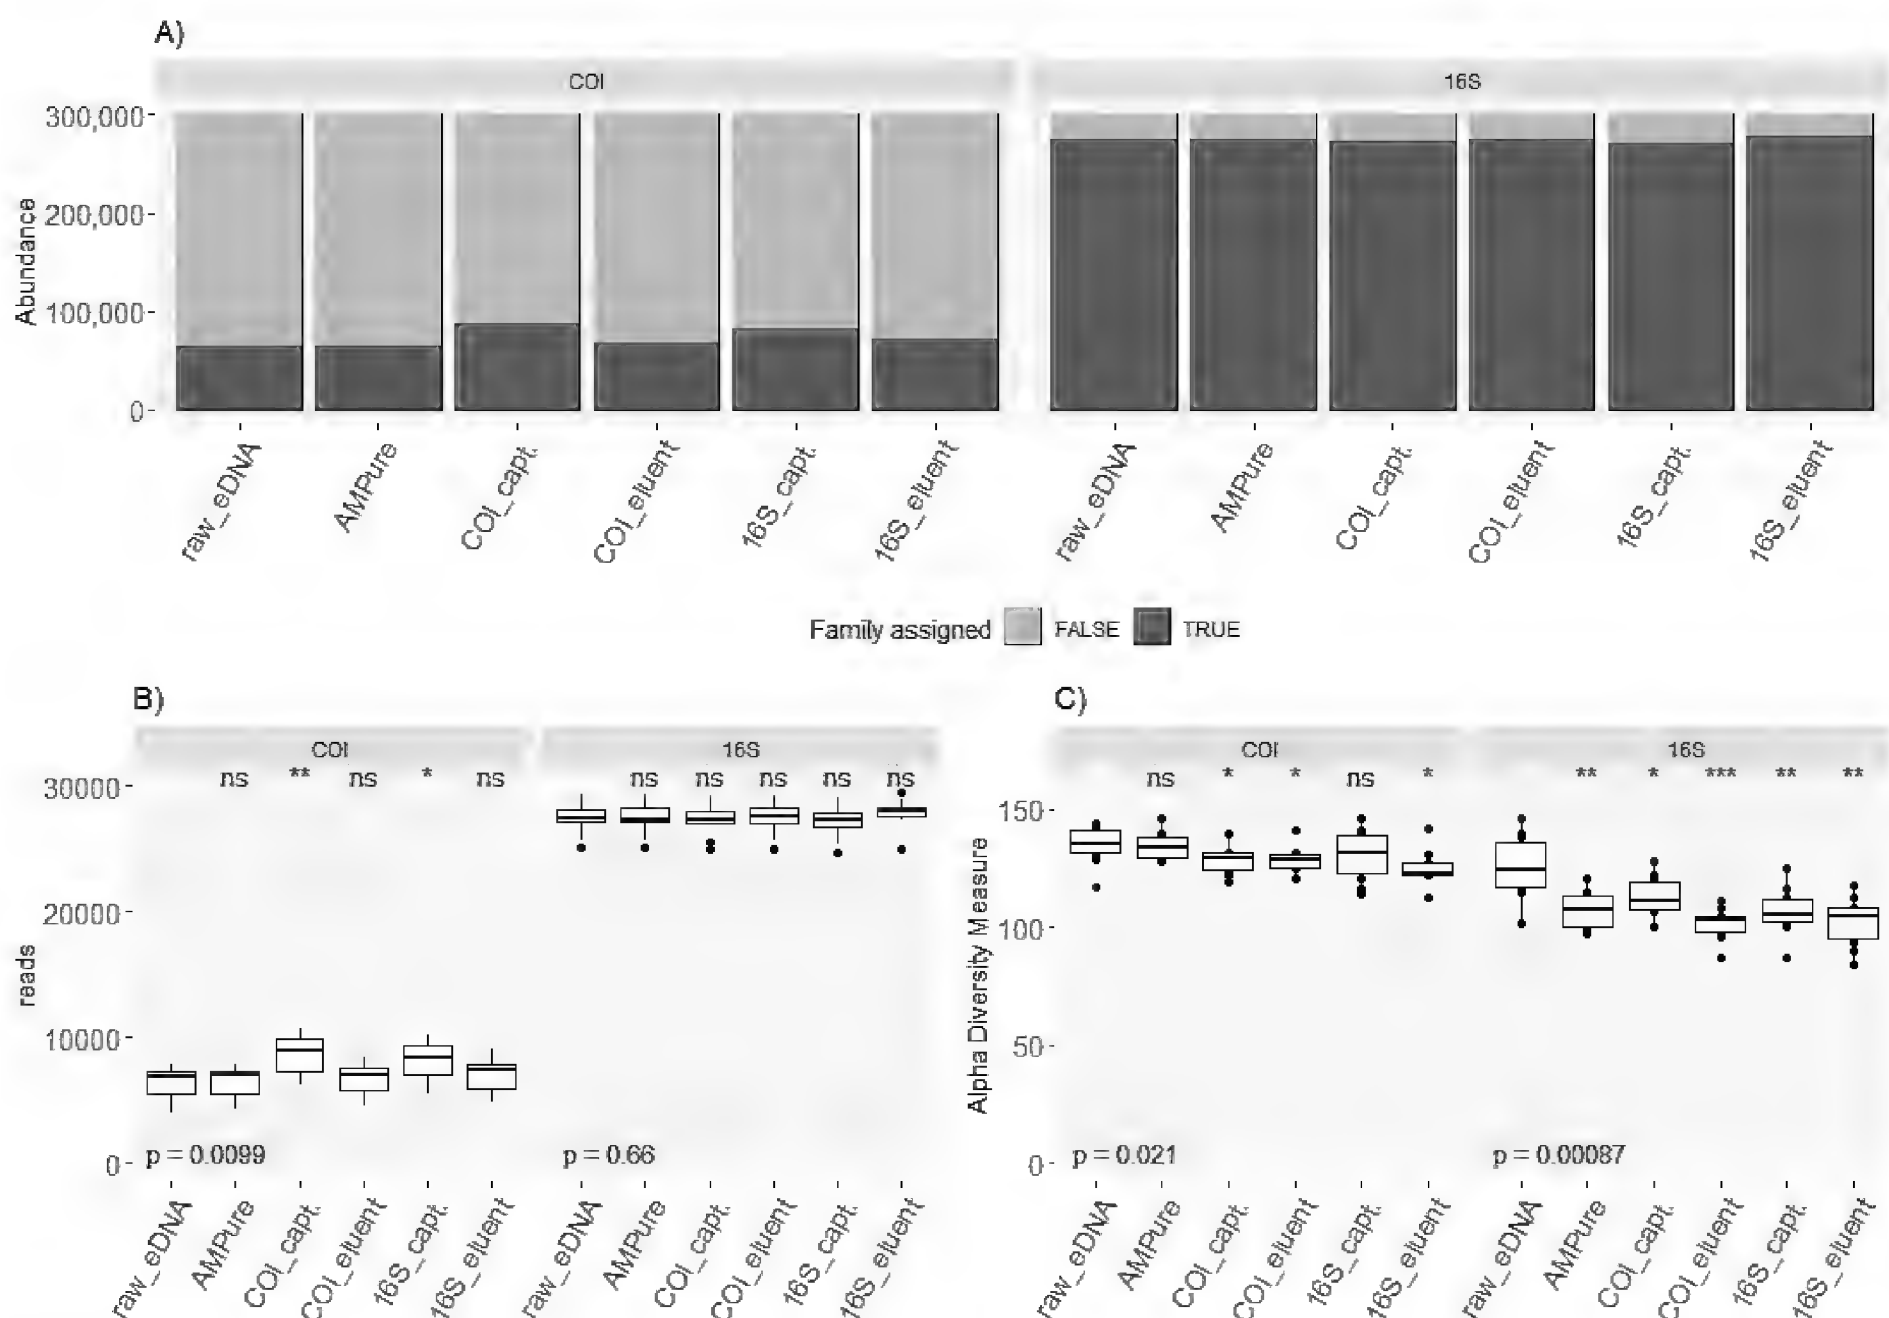 A)
COI
16S
300,000
200,000
100,000
0
Abundance
raw_eDNA
AMPure
COI_capt.
COI_eluent
16S_capt.
16S_eluent
raw_eDNA
AMPure
COI_capt.
COI_eluent
16S_capt.
16S_eluent
Family assigned FALSE TRUE
B)
COI
16S
ns ** ns * ns
ns ns ns ns ns
30000
20000
10000
0
reads
p = 0.0099
p = 0.66
raw_eDNA
AMPure
COI_capt.
COI_eluent
16S_capt.
16S_eluent
raw_eDNA
AMPure
COI_capt.
COI_eluent
16S_capt.
16S_eluent
C)
COI
16S
ns * * ns *
** * *** ** **
150
100
50
0
Alpha Diversity Measure
p = 0.021
p = 0.00087
raw_eDNA
AMPure
COI_capt.
COI_eluent
16S_capt.
16S_eluent
raw_eDNA
AMPure
COI_capt.
COI_eluent
16S_capt.
16S_eluent